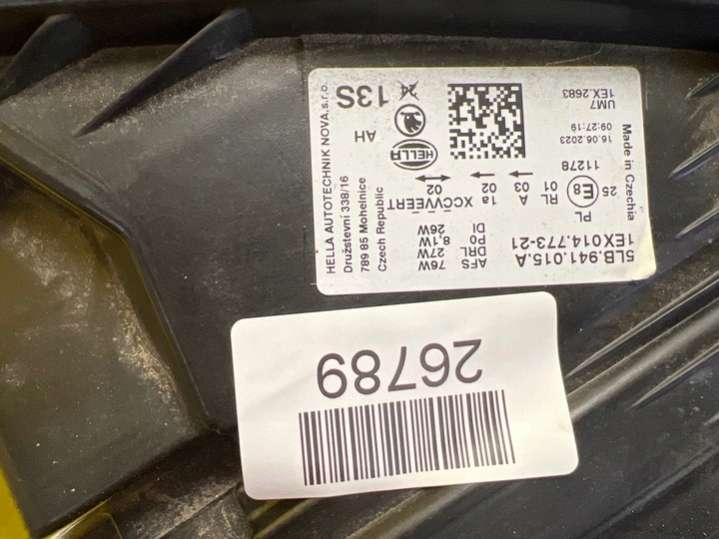 5LB.941.015.A
1EX014.773-21
PL
25
E8
11278
Made in Czechia
16.06.2023
09:27:19
UM7
1EX.2683
RL
01
A
03
1a
02
XCCVVEERT
02
AFS 76W
DRL 27W
P0 8,1W
DI 26W
HELLA
AH
13S
HELLA AUTOTECHNIK NOVA,s.r.o.
Družstevní 338/16
789 85 Mohelnice
Czech Republic
26789